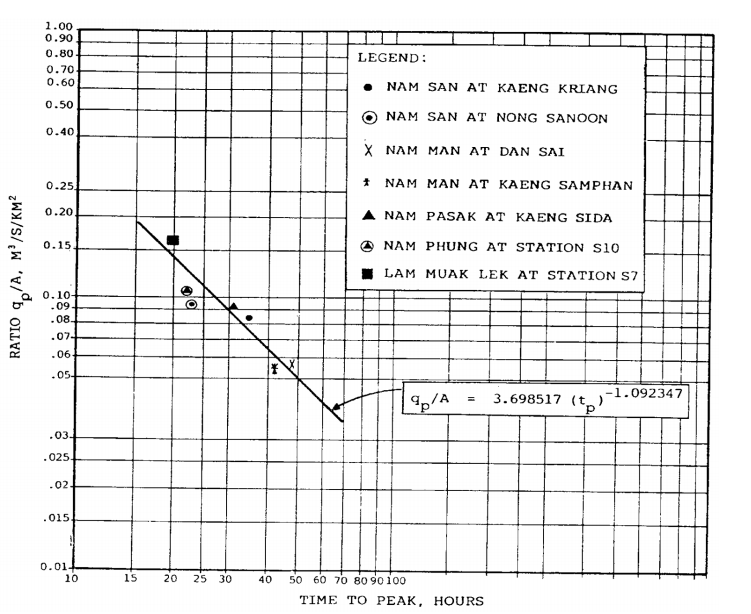 1.00
0.90
0.80
0.70
0.60
0.50
0.40
0.25
0.20
0.15
0.10
.09
.08
.07
.06
.05
.03
.025
.02
.015
0.01
RATIO qp/A, M³/S/KM²
LEGEND:
NAM SAN AT KAENG KRIANG
NAM SAN AT NONG SANOON
NAM MAN AT DAN SAI
NAM MAN AT KAENG SAMPHAN
NAM PASAK AT KAENG SIDA
NAM PHUNG AT STATION S10
LAM MUAK LEK AT STATION S7
qp/A = 3.698517 (tp)-1.092347
10 15 20 25 30 40 50 60 70 80 90 100
TIME TO PEAK, HOURS